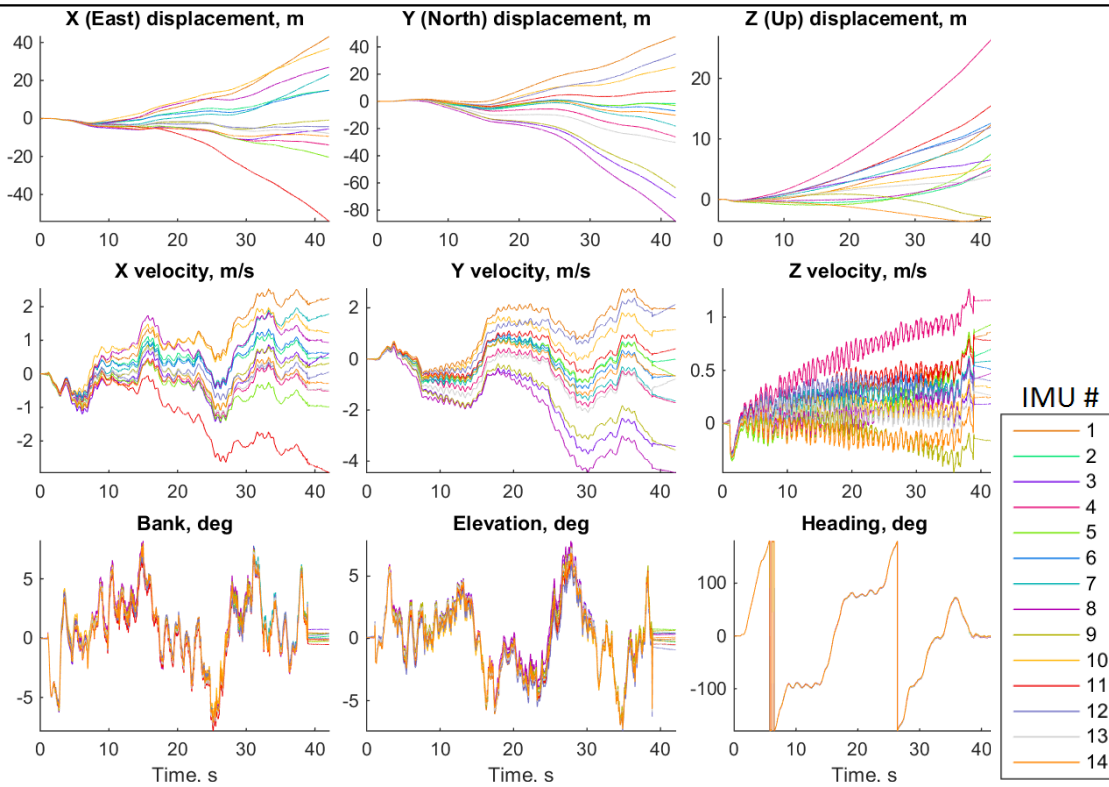 X (East) displacement, m
Y (North) displacement, m
Z (Up) displacement, m
40
20
0
-20
-40
0 10 20 30 40
40
20
0
-20
-40
-60
-80
0 10 20 30 40
20
10
0
0 10 20 30 40
X velocity, m/s
Y velocity, m/s
Z velocity, m/s
2
1
0
-1
-2
0 10 20 30 40
2
0
-2
-4
0 10 20 30 40
1
0.5
0
0 10 20 30 40
Bank, deg
Elevation, deg
Heading, deg
5
0
-5
0 10 20 30 40
Time. s
5
0
-5
0 10 20 30 40
Time. s
100
0
-100
0 10 20 30 40
Time. s
IMU #
1
2
3
4
5
6
7
8
9
10
11
12
13
14